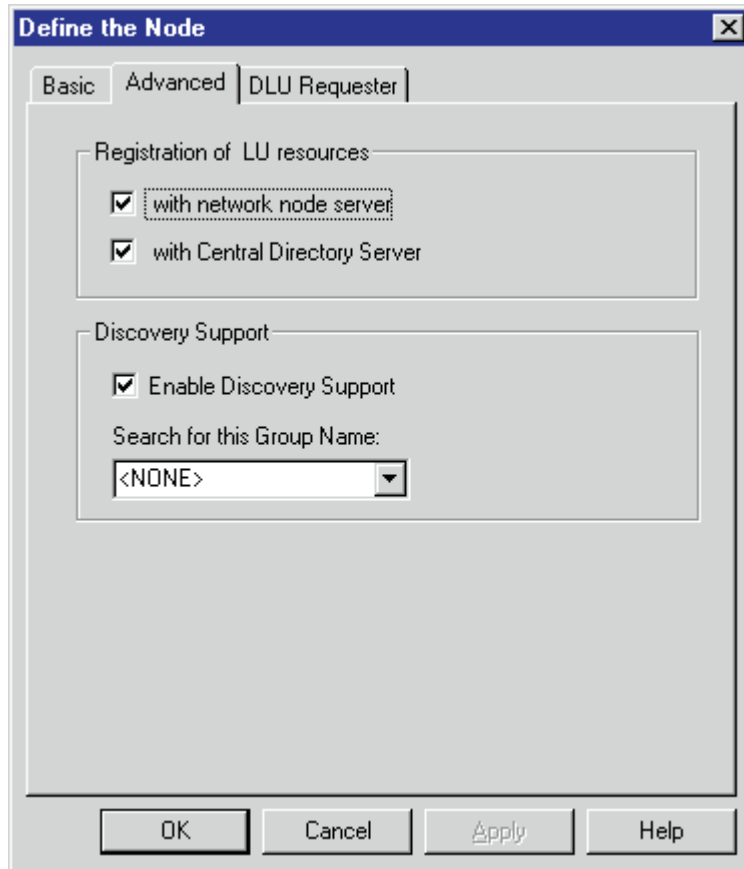 Define the Node
Basic Advanced DLU Requester
Registration of LU resources
with network node server
with Central Directory Server
Discovery Support
Enable Discovery Support
Search for this Group Name:
<NONE>
OK Cancel Apply Help